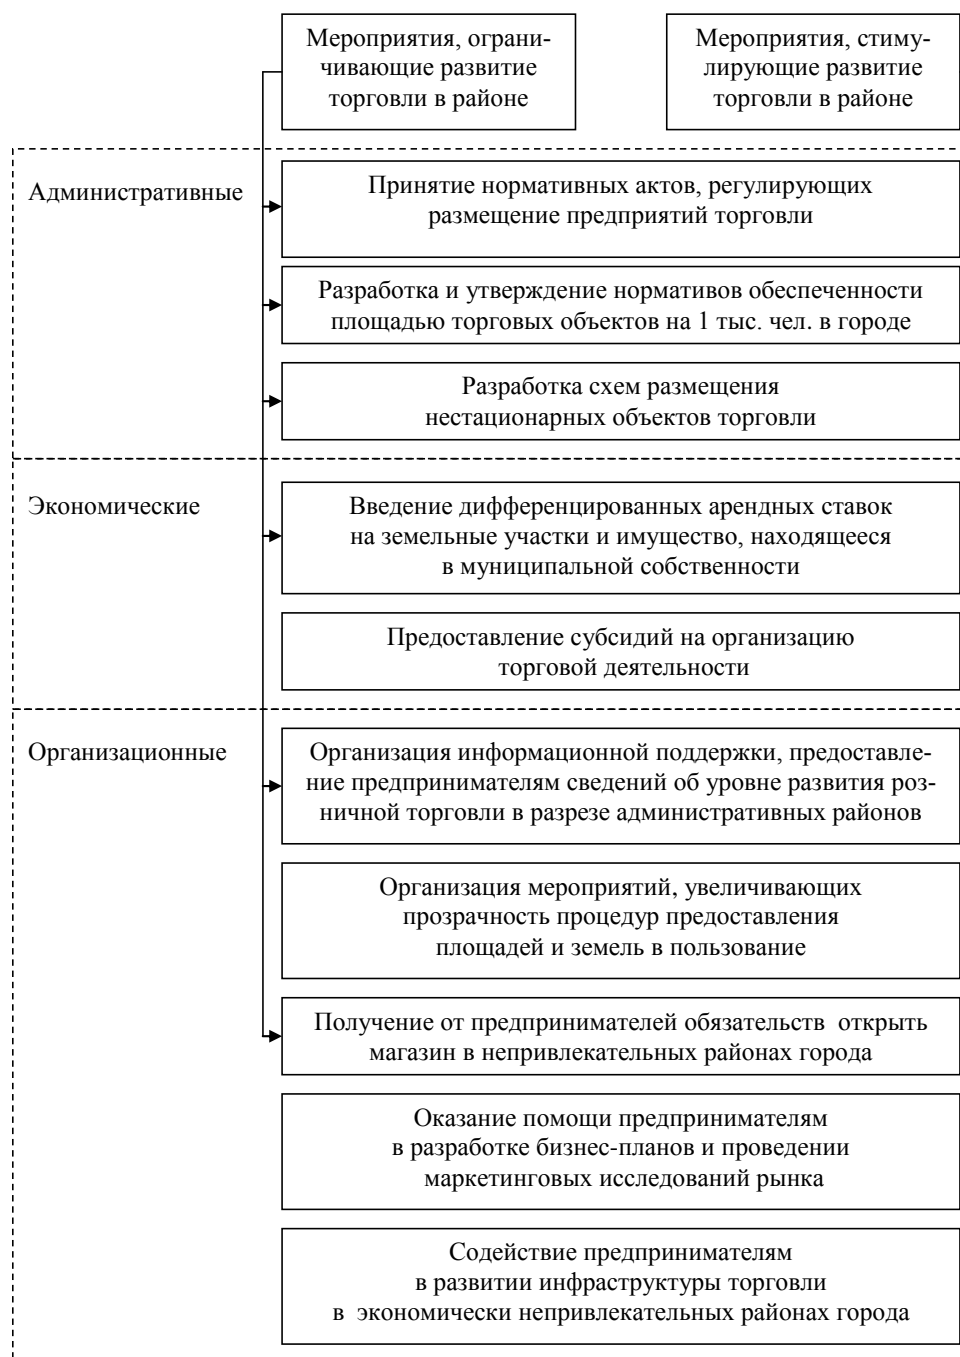 Мероприятия, ограни-
чивающие развитие
торговли в районе
Мероприятия, стиму-
лирующие развитие
торговли в районе
Административные
Принятие нормативных актов, регулирующих
размещение предприятий торговли
Разработка и утверждение нормативов обеспеченности
площадью торговых объектов на 1 тыс. чел. в городе
Разработка схем размещения
нестационарных объектов торговли
Экономические
Введение дифференцированных арендных ставок
на земельные участки и имущество, находящееся
в муниципальной собственности
Предоставление субсидий на организацию
торговой деятельности
Организационные
Организация информационной поддержки, предоставле-
ние предпринимателям сведений об уровне развития роз-
ничной торговли в разрезе административных районов
Организация мероприятий, увеличивающих
прозрачность процедур предоставления
площадей и земель в пользование
Получение от предпринимателей обязательств открыть
магазин в непривлекательных районах города
Оказание помощи предпринимателям
в разработке бизнес-планов и проведении
маркетинговых исследований рынка
Содействие предпринимателям
в развитии инфраструктуры торговли
в экономически непривлекательных районах города